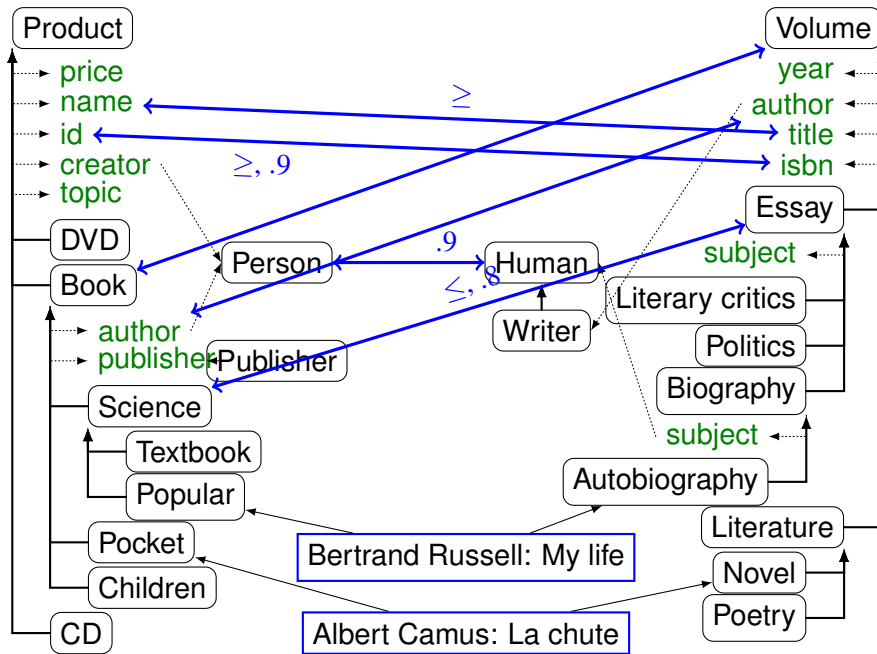 Product
Volume
price
year
name
≥
author
id
title
≥, .9
isbn
creator
topic
Essay
DVD
subject
Person
.9
Human
Book
≤, .8
Literary critics
author
Writer
publisher
Publisher
Politics
Biography
Science
subject
Textbook
Autobiography
Popular
Literature
Pocket
Bertrand Russell: My life
Novel
Children
Poetry
CD
Albert Camus: La chute